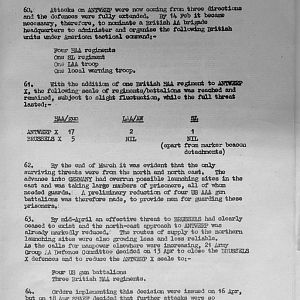 60. Attacks on ANTWERP were now coming from three directions
and the defences were fully extended. By 14 Feb it became
necessary, therefore, to nominate a British AA brigade
headquarters to administer and organise the following British
units under American tactical command:-
Four HAA regiments
One SL regiment
One LAA troop
One local warning troop.
61. With the addition of one British HAA regiment to ANTWERP
X, the following scale of regiments/battalions was reached and
remained, subject to slight fluctuation, while the full threat
lasted:-
HAA/gun LAA/AW SL
ANTWERP X 17 2 1
BRUSSELS X 5 NIL NIL
(apart from marker beacon
detachments)
62. By the end of March it was evident that the only
surviving threats were from the north and north east. The
advance into GERMANY had overrun possible launching sites in the
east and was taking large numbers of prisoners, all of whom
needed guards. A preliminary reduction of four US AAA gun
battalions was therefore made, to provide men for guarding these
prisoners.
63. By mid-April an effective threat to BRUSSELS had clearly
ceased to exist and the north-east approach to ANTWERP was
already markedly reduced. The routes of supply to the northern
launching sites were also growing less and less reliable.
As the calls for manpower elsewhere were increasing, 21 Army
Group AA Defence Committee decided on 13 Apr to close the BRUSSELS
X defences and to reduce the ANTWERP X scale to:-
Four US gun battalions
Three British HAA regiments.
64. Orders implementing this decision were issued on 16 Apr,
but on 18 Apr SHAEF decided further attacks were so